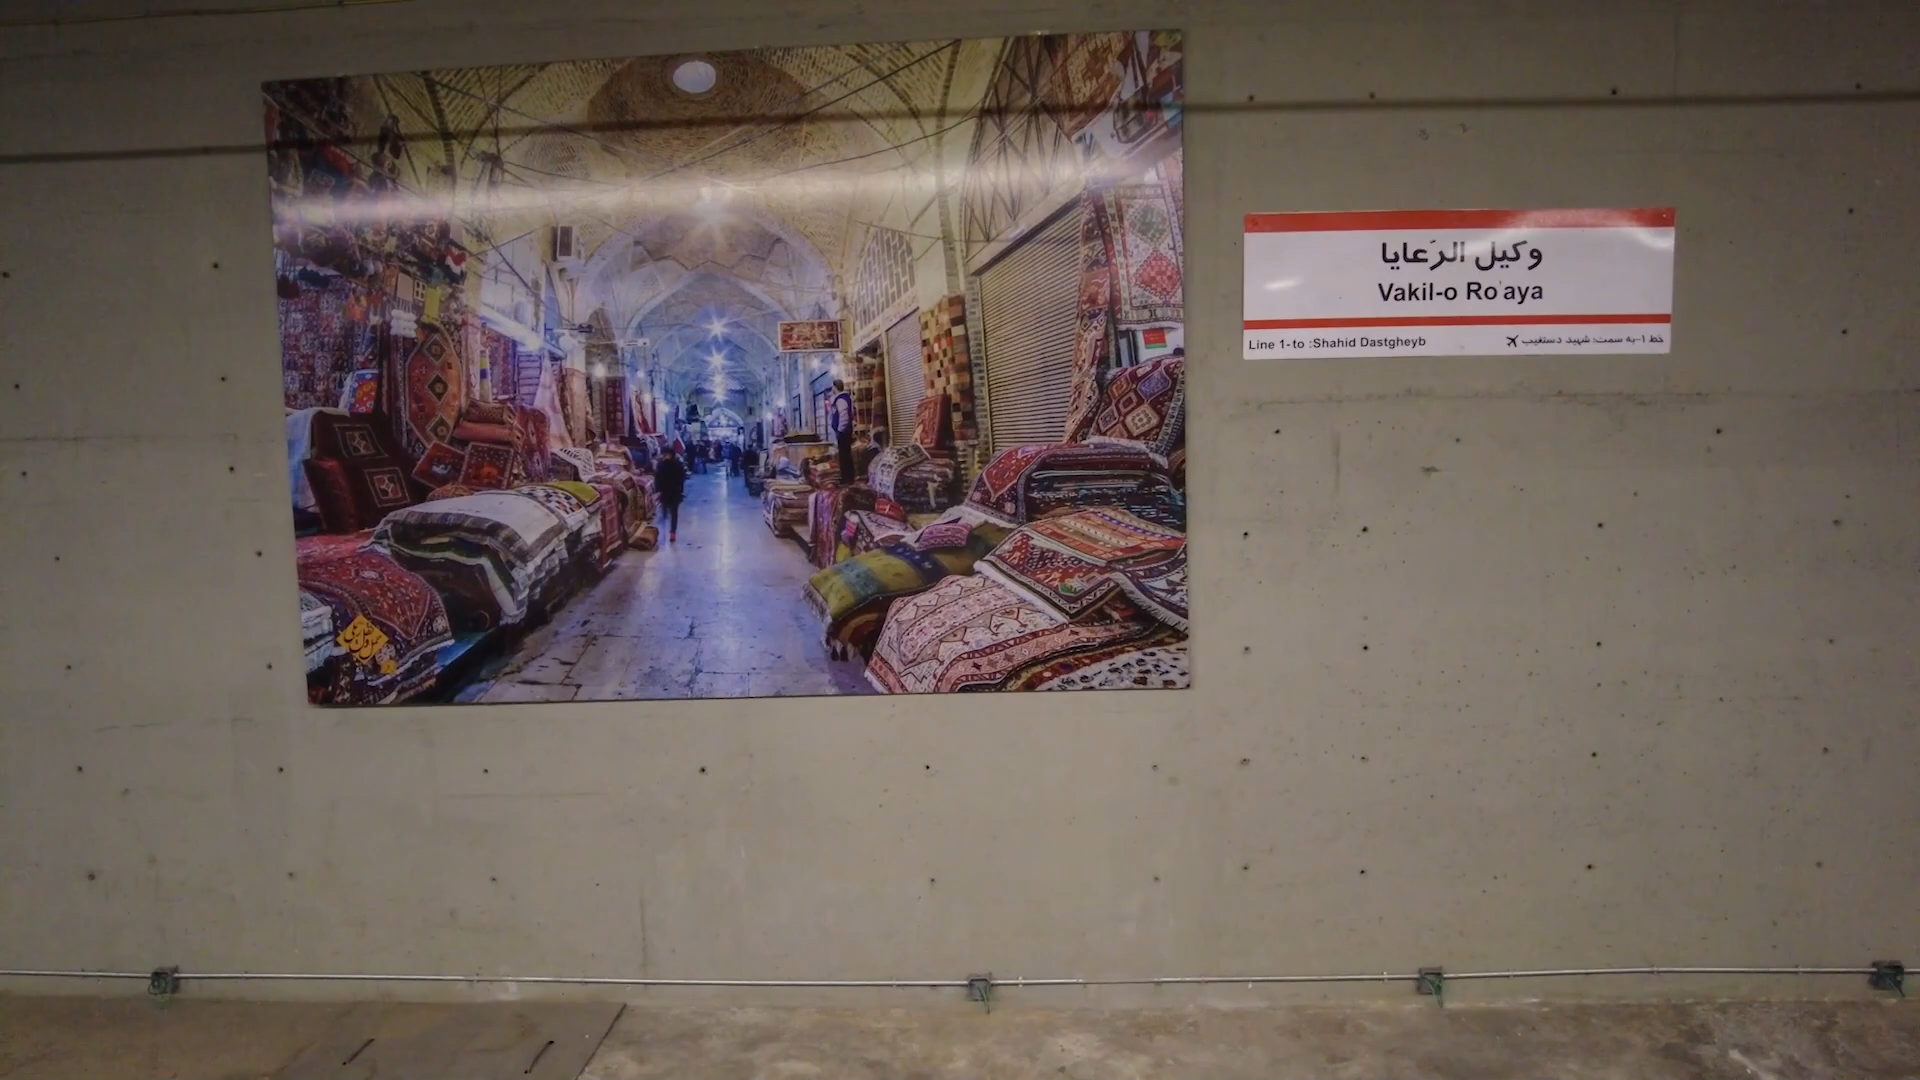 وکیل الرّعایا
Vakil-o Ro'aya
Line 1-to :Shahid Dastgheyb
خط ۱-به سمت: شهید دستغیب